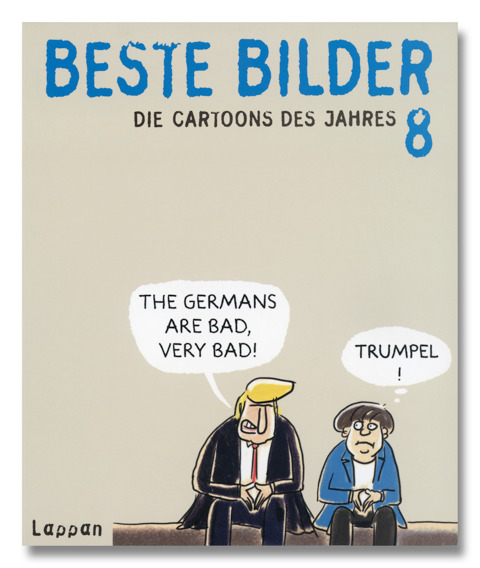 BESTE BILDER
DIE CARTOONS DES JAHRES
8
THE GERMANS
ARE BAD,
VERY BAD!
TRUMPEL
!
Lappan